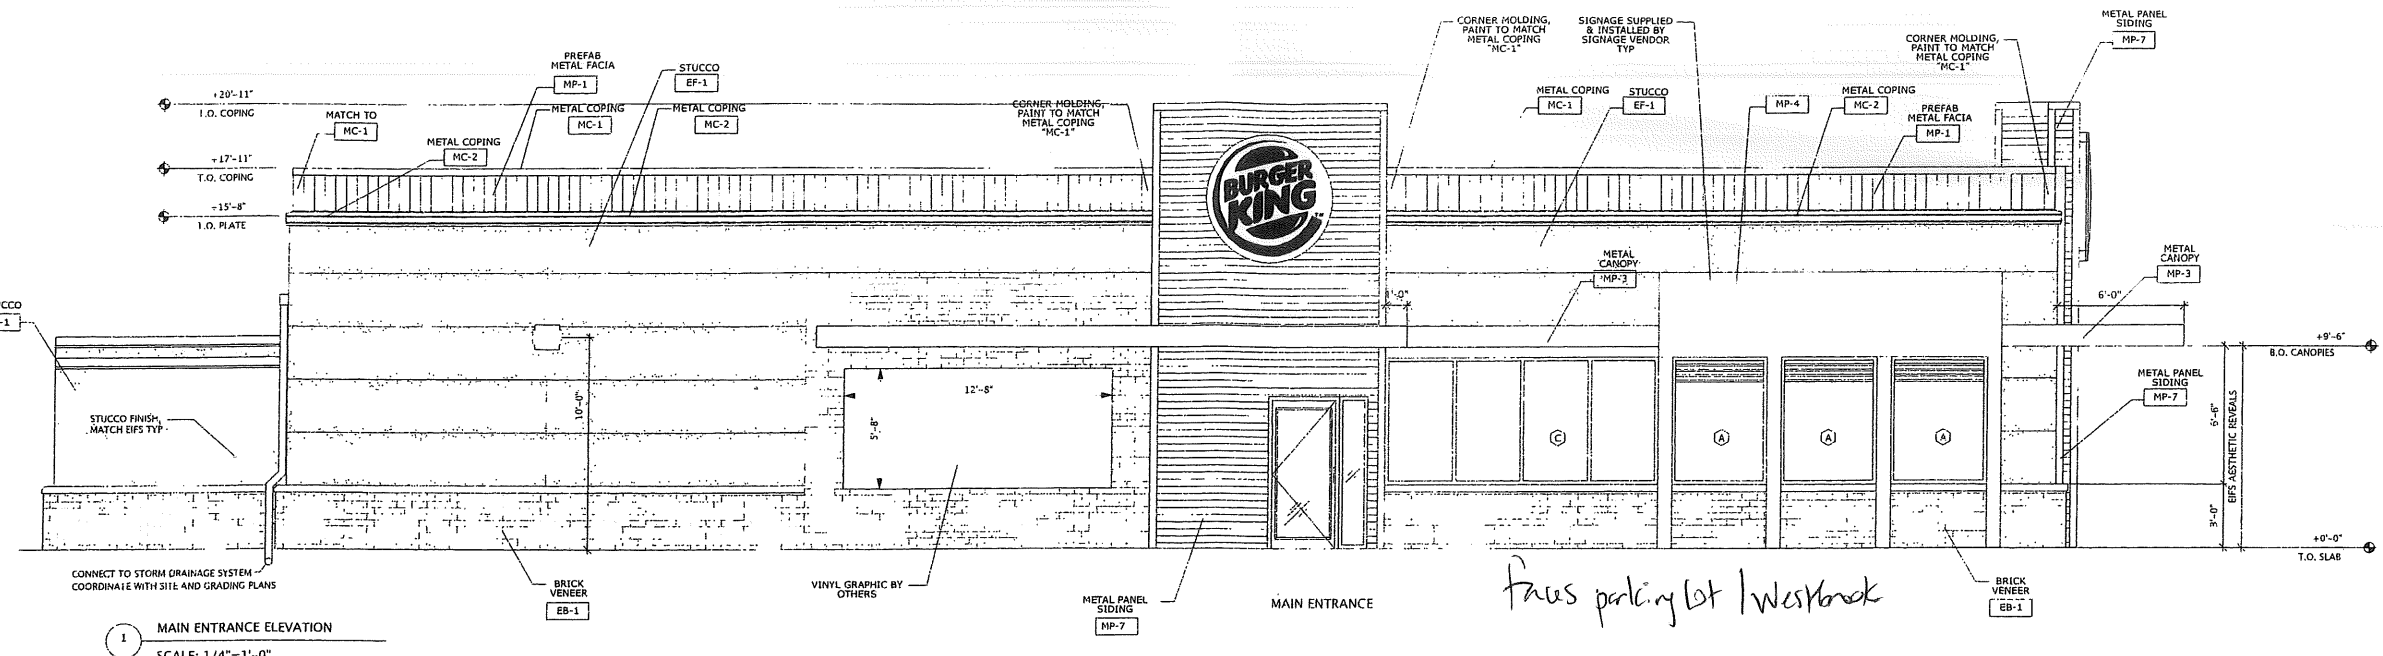 CORNER MOLDING,
PAINT TO MATCH
METAL COPING
"MC-1"
SIGNAGE SUPPLIED
& INSTALLED BY
SIGNAGE VENDOR
TYP
METAL PANEL
SIDING
MP-7
CORNER MOLDING,
PAINT TO MATCH
METAL COPING
"MC-1"
PREFAB
METAL FACIA
MP-1
STUCCO
EF-1
+20'-11"
T.O. COPING
MATCH TO
MC-1
METAL COPING
MC-1
METAL COPING
MC-2
CORNER MOLDING,
PAINT TO MATCH
METAL COPING
"MC-1"
METAL COPING
MC-1
STUCCO
EF-1
MP-4
METAL COPING
MC-2
PREFAB
METAL FACIA
MP-1
METAL COPING
MC-2
+17'-11"
T.O. COPING
+15'-8"
T.O. PLATE
BURGER
KING
TM
METAL
CANOPY
MP-3
METAL
CANOPY
MP-3
6'-0"
+9'-6"
B.O. CANOPIES
METAL PANEL
SIDING
MP-7
STUCCO FINISH,
MATCH EIFS TYP
10'-0"
5'-8"
12'-8"
C
A
A
A
6'-6"
EIFS AESTHETIC REVEALS
3'-0"
+0'-0"
T.O. SLAB
CONNECT TO STORM DRAINAGE SYSTEM
COORDINATE WITH SITE AND GRADING PLANS
BRICK
VENEER
EB-1
VINYL GRAPHIC BY
OTHERS
METAL PANEL
SIDING
MP-7
MAIN ENTRANCE
faces parking lot / Westbrook
BRICK
VENEER
EB-1
1
MAIN ENTRANCE ELEVATION
SCALE: 1/4"=1'-0"